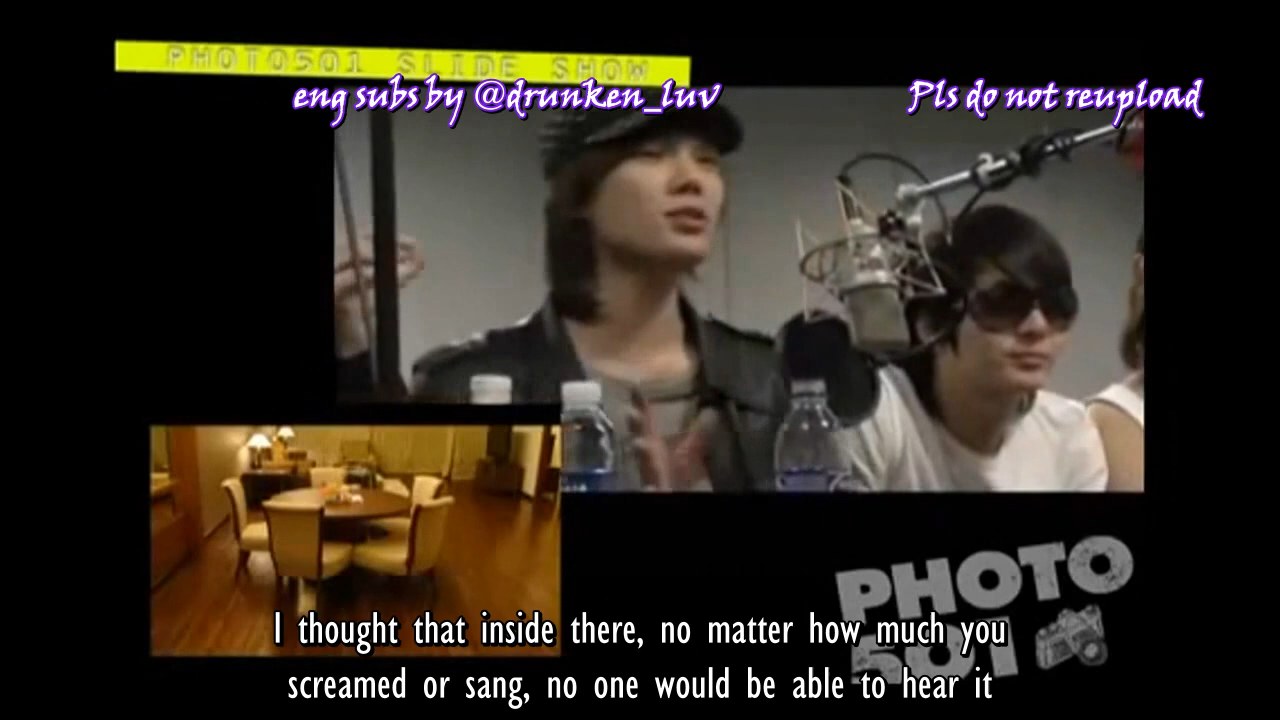 PHOTO501 SLIDE SHOW
eng subs by @drunken_luv
Pls do not reupload
PHOTO
501
I thought that inside there, no matter how much you
screamed or sang, no one would be able to hear it